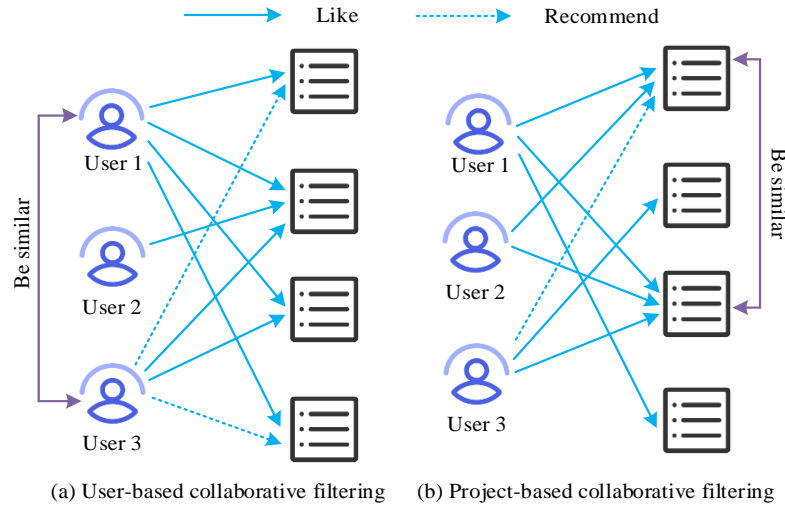 Like
Recommend
Be similar
User 1
User 2
User 3
User 1
User 2
User 3
Be similar
(a) User-based collaborative filtering
(b) Project-based collaborative filtering